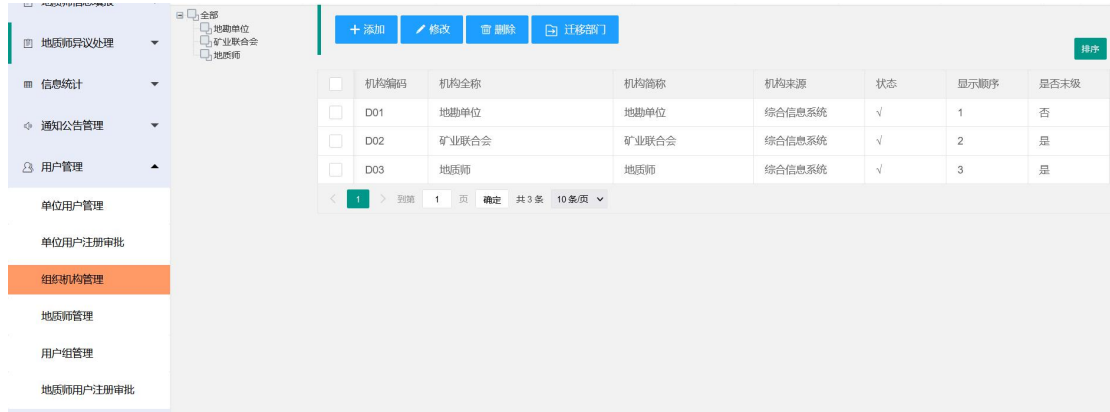 地质师信息填报
地质师异议处理
信息统计
通知公告管理
用户管理
单位用户管理
单位用户注册审批
组织机构管理
地质师管理
用户组管理
地质师用户注册审批
全部
地勘单位
矿业联合会
地质师
添加 修改 删除 迁移部门
排序
机构编码 机构全称 机构简称 机构来源 状态 显示顺序 是否末级
D01 地勘单位 地勘单位 综合信息系统 √ 1 否
D02 矿业联合会 矿业联合会 综合信息系统 √ 2 是
D03 地质师 地质师 综合信息系统 √ 3 是
1 到第 1 页 确定 共 3 条 10 条/页